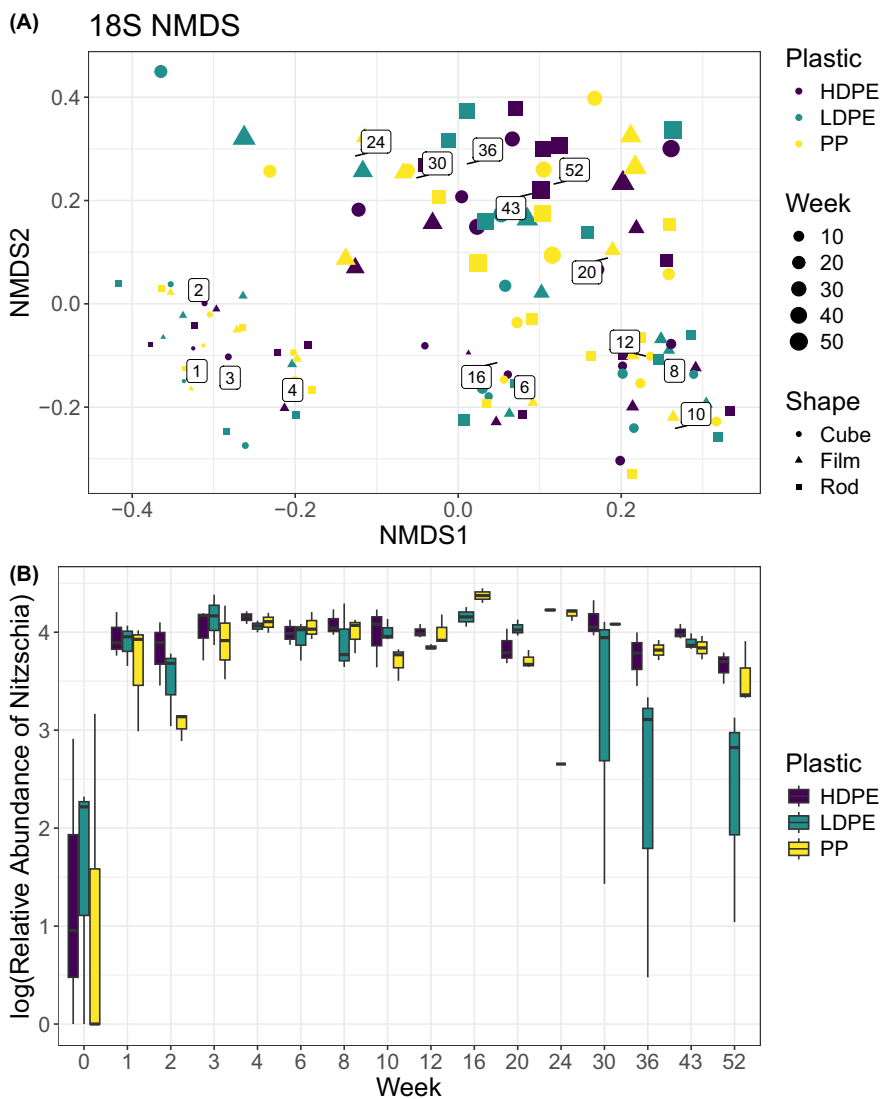 (A)
18S NMDS
NMDS2
0.4
0.2
0.0
−0.2
24
30
36
52
43
20
2
1
3
4
16
6
12
8
10
−0.4
−0.2
0.0
0.2
NMDS1
Plastic
HDPE
LDPE
PP
Week
10
20
30
40
50
Shape
Cube
Film
Rod
(B)
log(Relative Abundance of Nitzschia)
4
3
2
1
0
0 1 2 3 4 6 8 10 12 16 20 24 30 36 43 52
Week
Plastic
HDPE
LDPE
PP